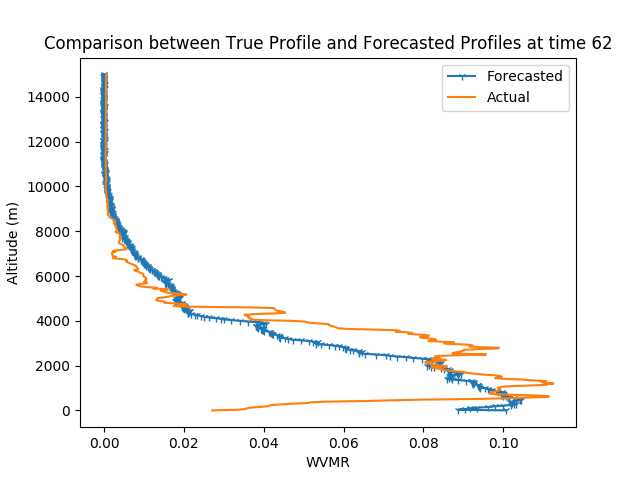 Comparison between True Profile and Forecasted Profiles at time 62
Forecasted
Actual
Altitude (m)
14000
12000
10000
8000
6000
4000
2000
0
0.00 0.02 0.04 0.06 0.08 0.10
WVMR